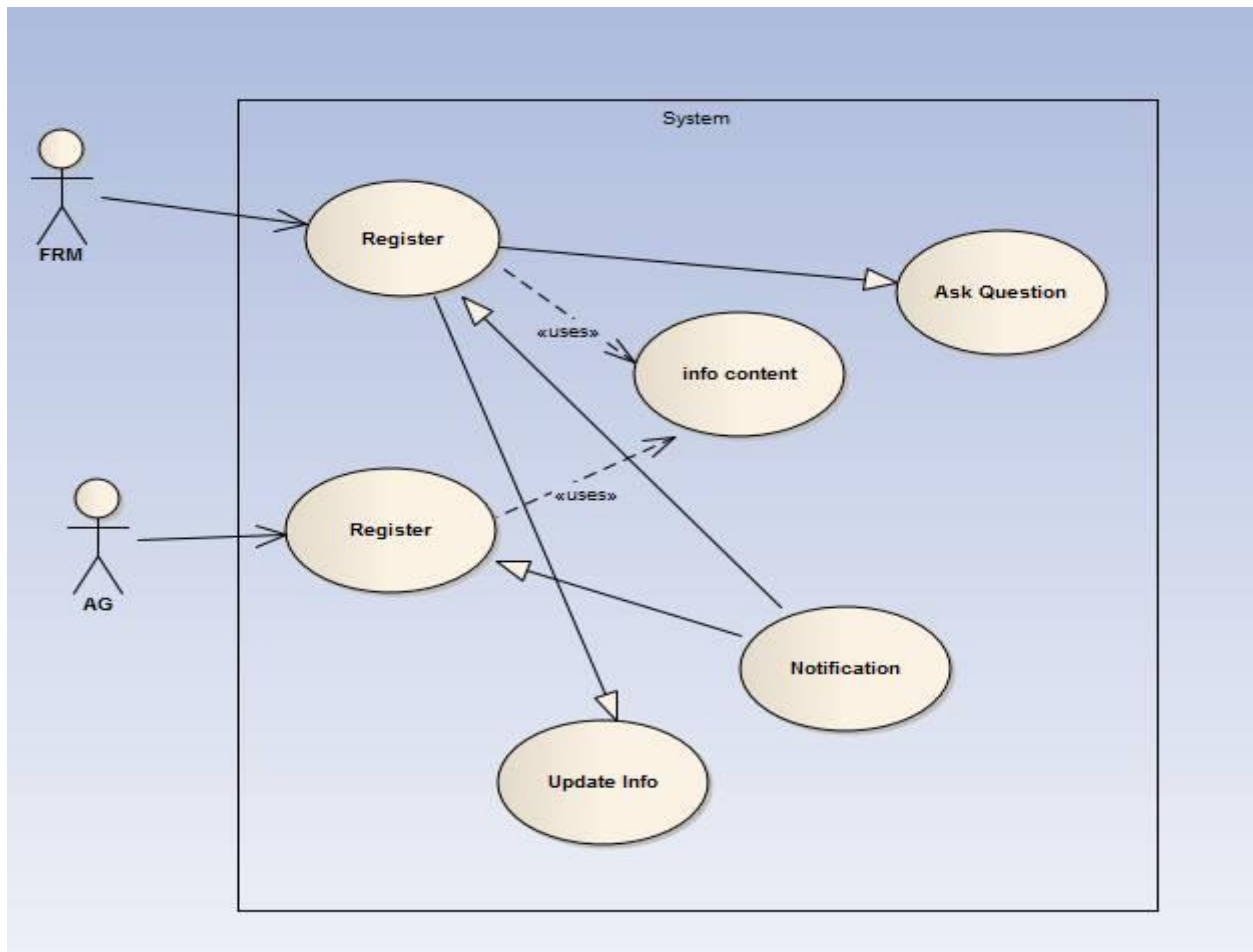 System
FRM
Register
Ask Question
«uses»
info content
Register
«uses»
AG
Notification
Update Info